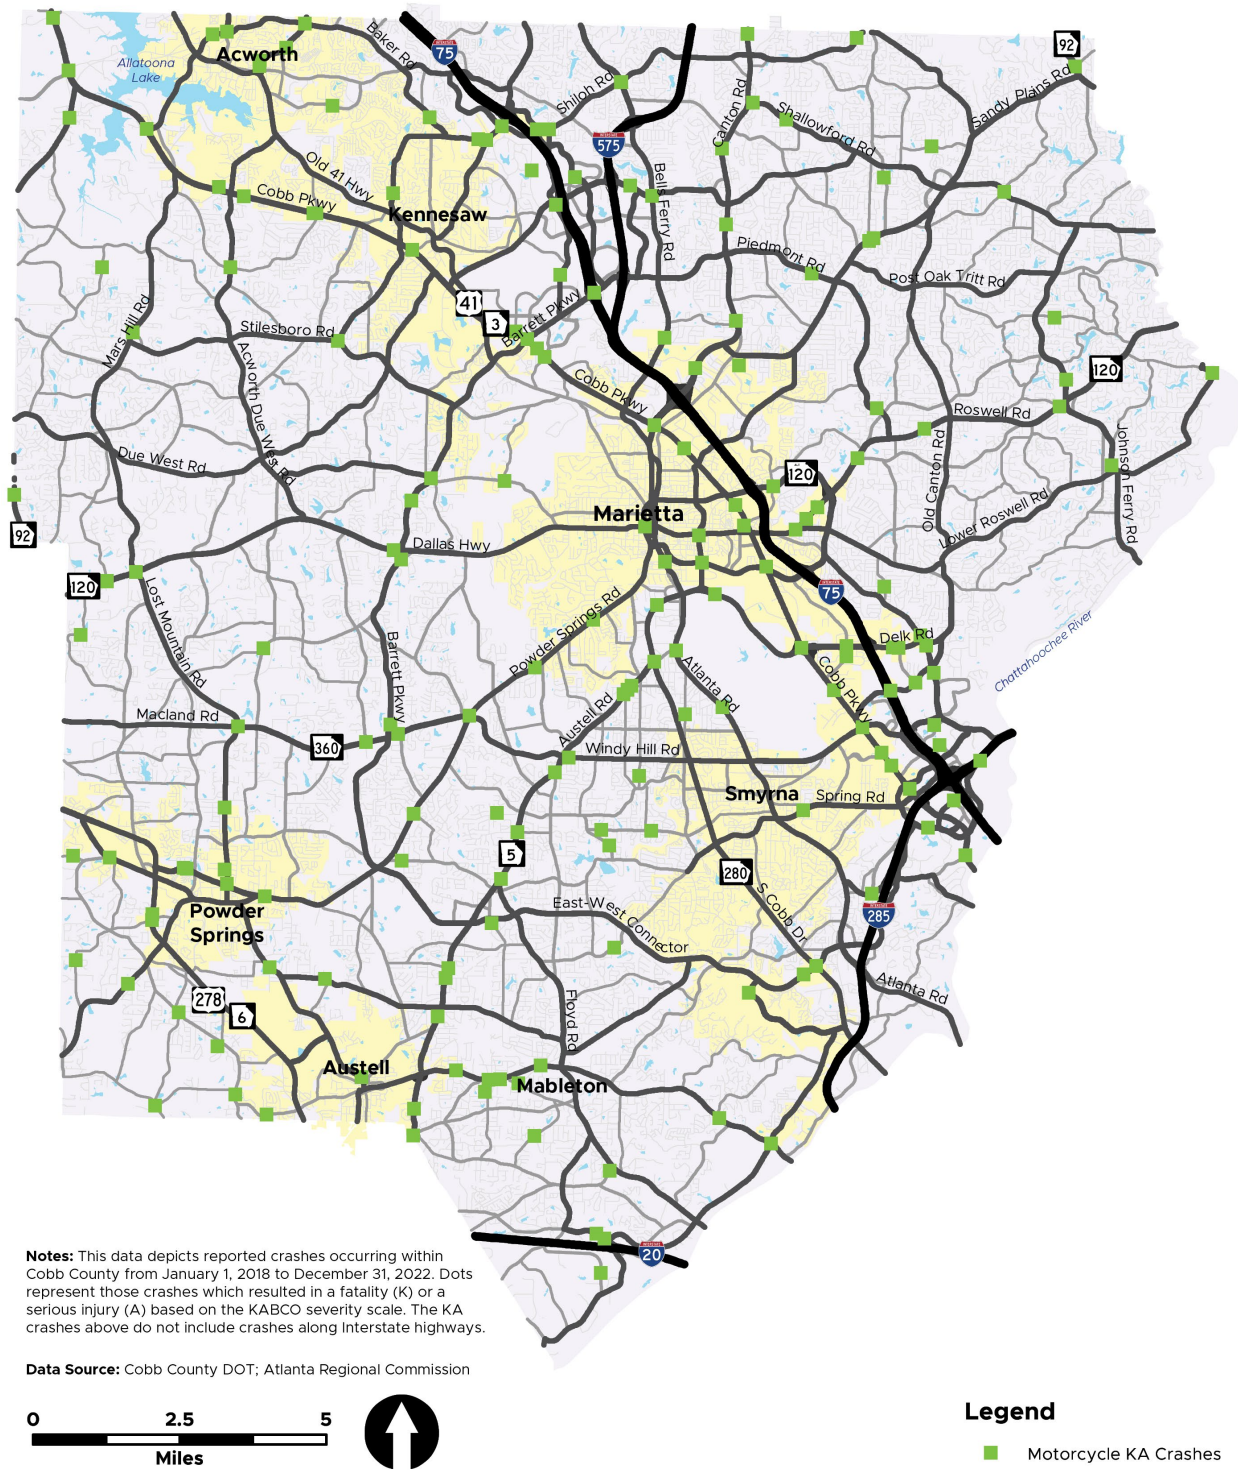 92
Baker Rd
75
Acworth
Allatoona
Lake
Shiloh Rd
Canton Rd
Sandy Plans Rd
Shallowford Rd
575
Old 41 Hwy
Cobb Pkwy
Bells Ferry Rd
Kennesaw
Piedmont Rd
Post Oak Tritt Rd
41
3
Barrett Pkwy
Mars Hill Rd
Stilesboro Rd
Acworth Due West Rd
120
Cobb Pkwy
Roswell Rd
Johnson Ferry Rd
Due West Rd
Old Canton Rd
120
Lower Roswell Rd
92
Marietta
Dallas Hwy
120
Lost Mountain Rd
75
Powder Springs Rd
Delk Rd
Chattahoochee River
Barrett Pkwy
Atlanta Rd
Cobb Pkwy
Macland Rd
Austell Rd
360
Windy Hill Rd
Smyrna
Spring Rd
5
280
S Cobb Dr
East-West Connector
285
Powder
Springs
Atlanta Rd
278
6
Floyd Rd
Austell
Mableton
20
Notes: This data depicts reported crashes occurring within
Cobb County from January 1, 2018 to December 31, 2022. Dots
represent those crashes which resulted in a fatality (K) or a
serious injury (A) based on the KABCO severity scale. The KA
crashes above do not include crashes along Interstate highways.
Data Source: Cobb County DOT; Atlanta Regional Commission
0 2.5 5
Miles
Legend
Motorcycle KA Crashes